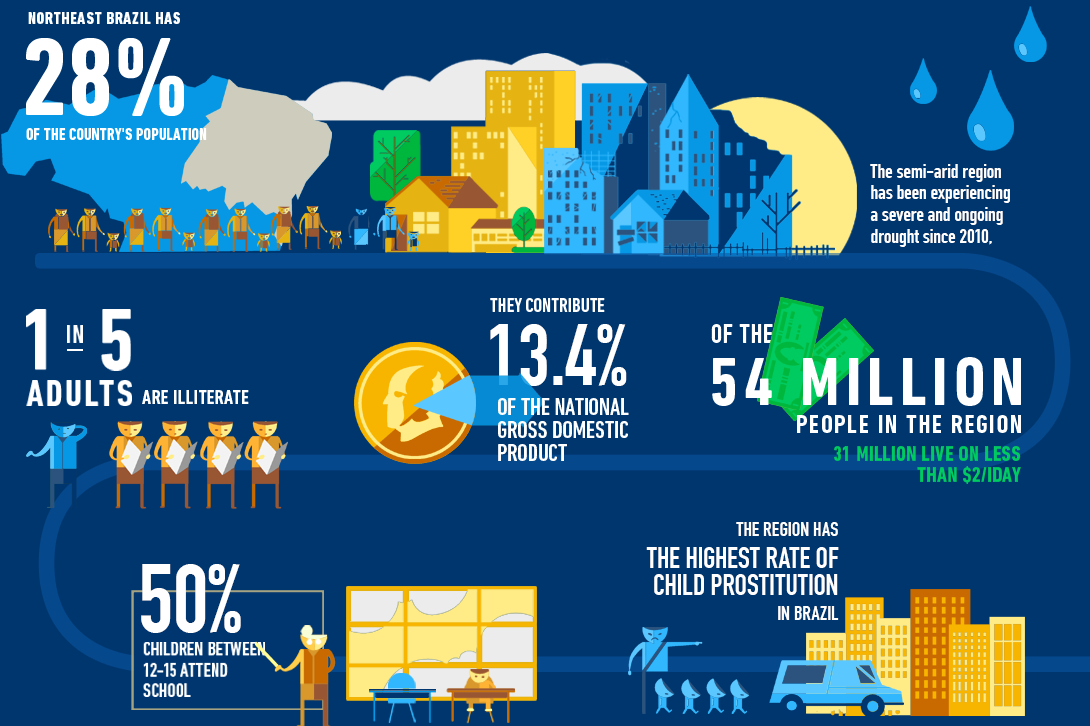 NORTHEAST BRAZIL HAS
28%
OF THE COUNTRY'S POPULATION
The semi-arid region
has been experiencing
a severe and ongoing
drought since 2010,
1 IN 5
ADULTS ARE ILLITERATE
THEY CONTRIBUTE
13.4%
OF THE NATIONAL
GROSS DOMESTIC
PRODUCT
OF THE
54 MILLION
PEOPLE IN THE REGION
31 MILLION LIVE ON LESS
THAN $2/IDAY
50%
CHILDREN BETWEEN
12-15 ATTEND
SCHOOL
THE REGION HAS
THE HIGHEST RATE OF
CHILD PROSTITUTION
IN BRAZIL